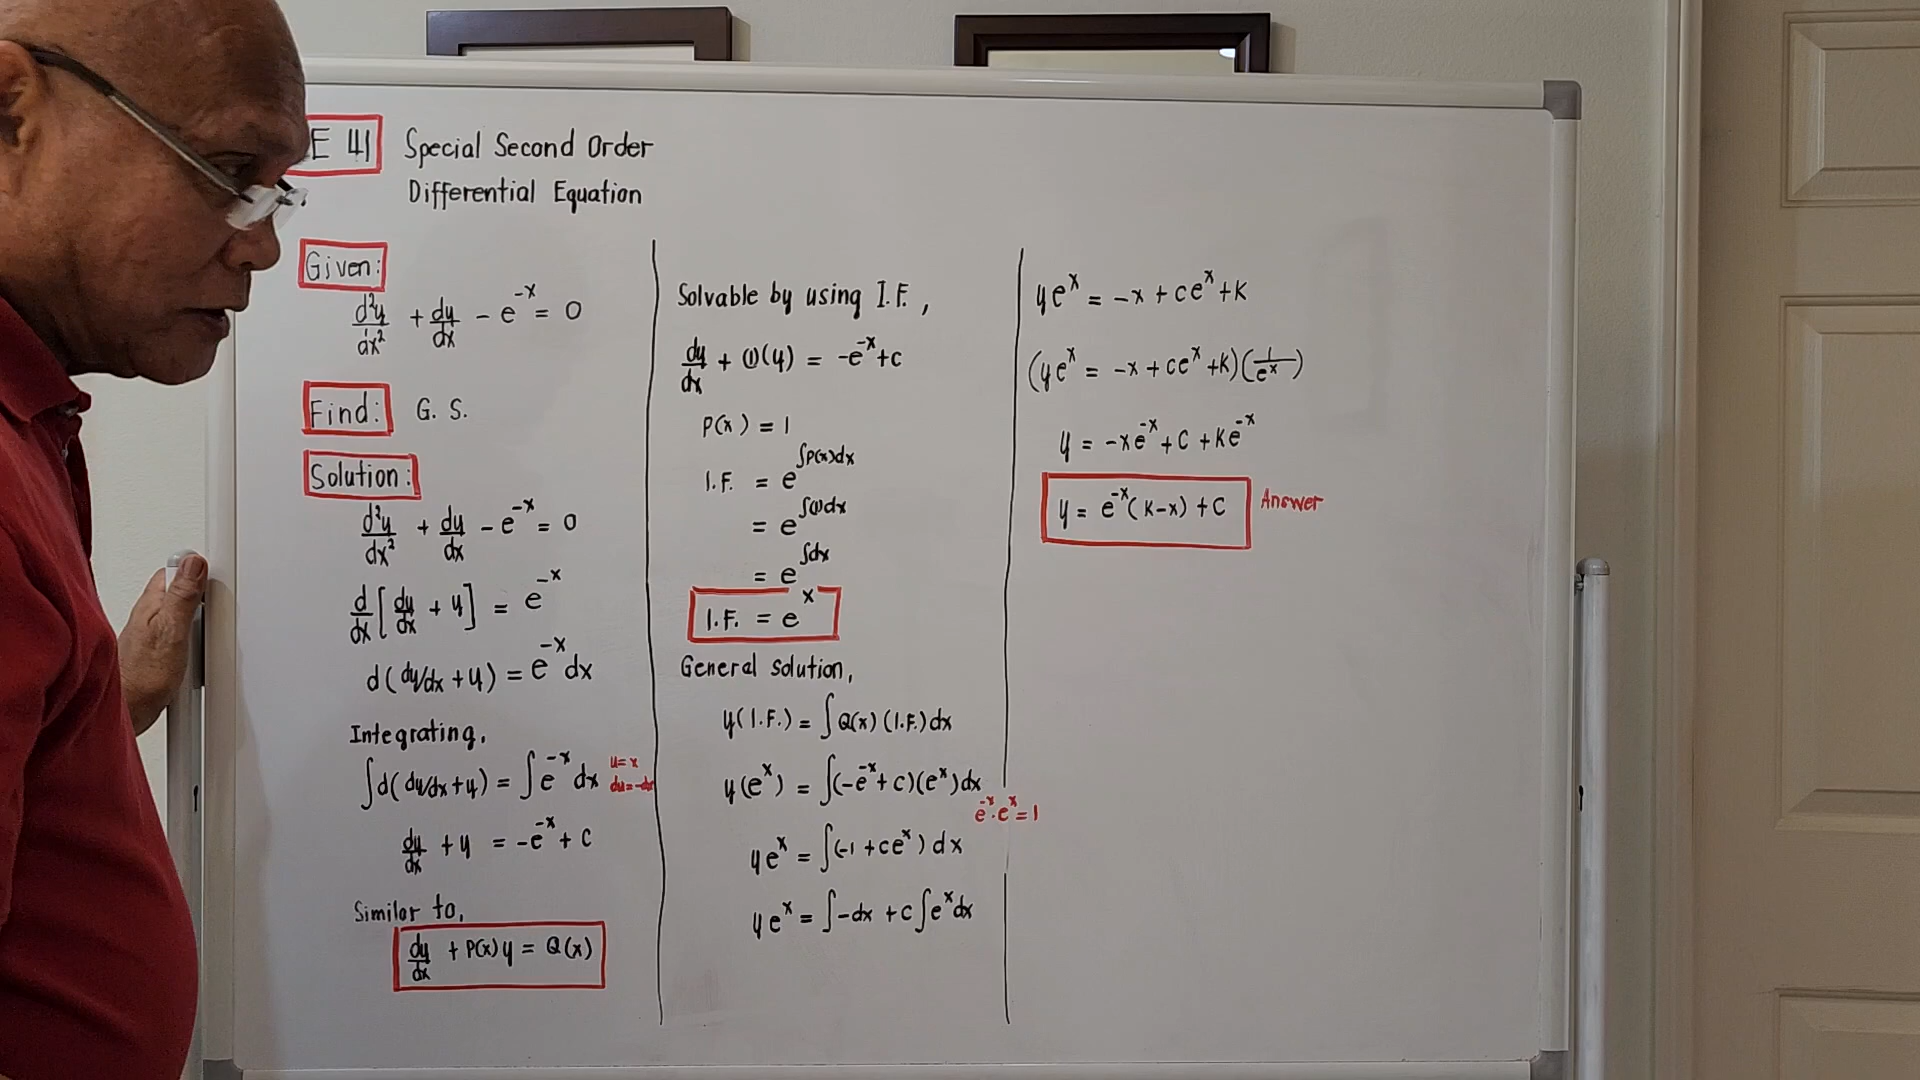 E 41 Special Second Order
Differential Equation
Given:
d²y/dx² + dy/dx - e^-x = 0
Find: G. S.
Solution:
d²y/dx² + dy/dx - e^-x = 0
d/dx [dy/dx + y] = e^-x
d(dy/dx + y) = e^-x dx
Integrating,
∫d(dy/dx + y) = ∫e^-x dx
u = x
du = -dx
dy/dx + y = -e^-x + c
Similar to,
dy/dx + P(x) y = Q(x)
Solvable by using I.F.,
dy/dx + (1)(y) = -e^-x + c
P(x) = 1
I.F. = e^∫P(x)dx
= e^∫(1)dx
= e^∫dx
I.F. = e^x
General solution,
y(I.F.) = ∫Q(x)(I.F.)dx
y(e^x) = ∫(-e^-x + c)(e^x)dx
e^-x · e^x = 1
ye^x = ∫(-1 + ce^x) dx
ye^x = ∫-dx + c∫e^x dx
ye^x = -x + ce^x + K
(ye^x = -x + ce^x + K)(1/e^x)
y = -xe^-x + C + Ke^-x
y = e^-x (K-x) + C Answer